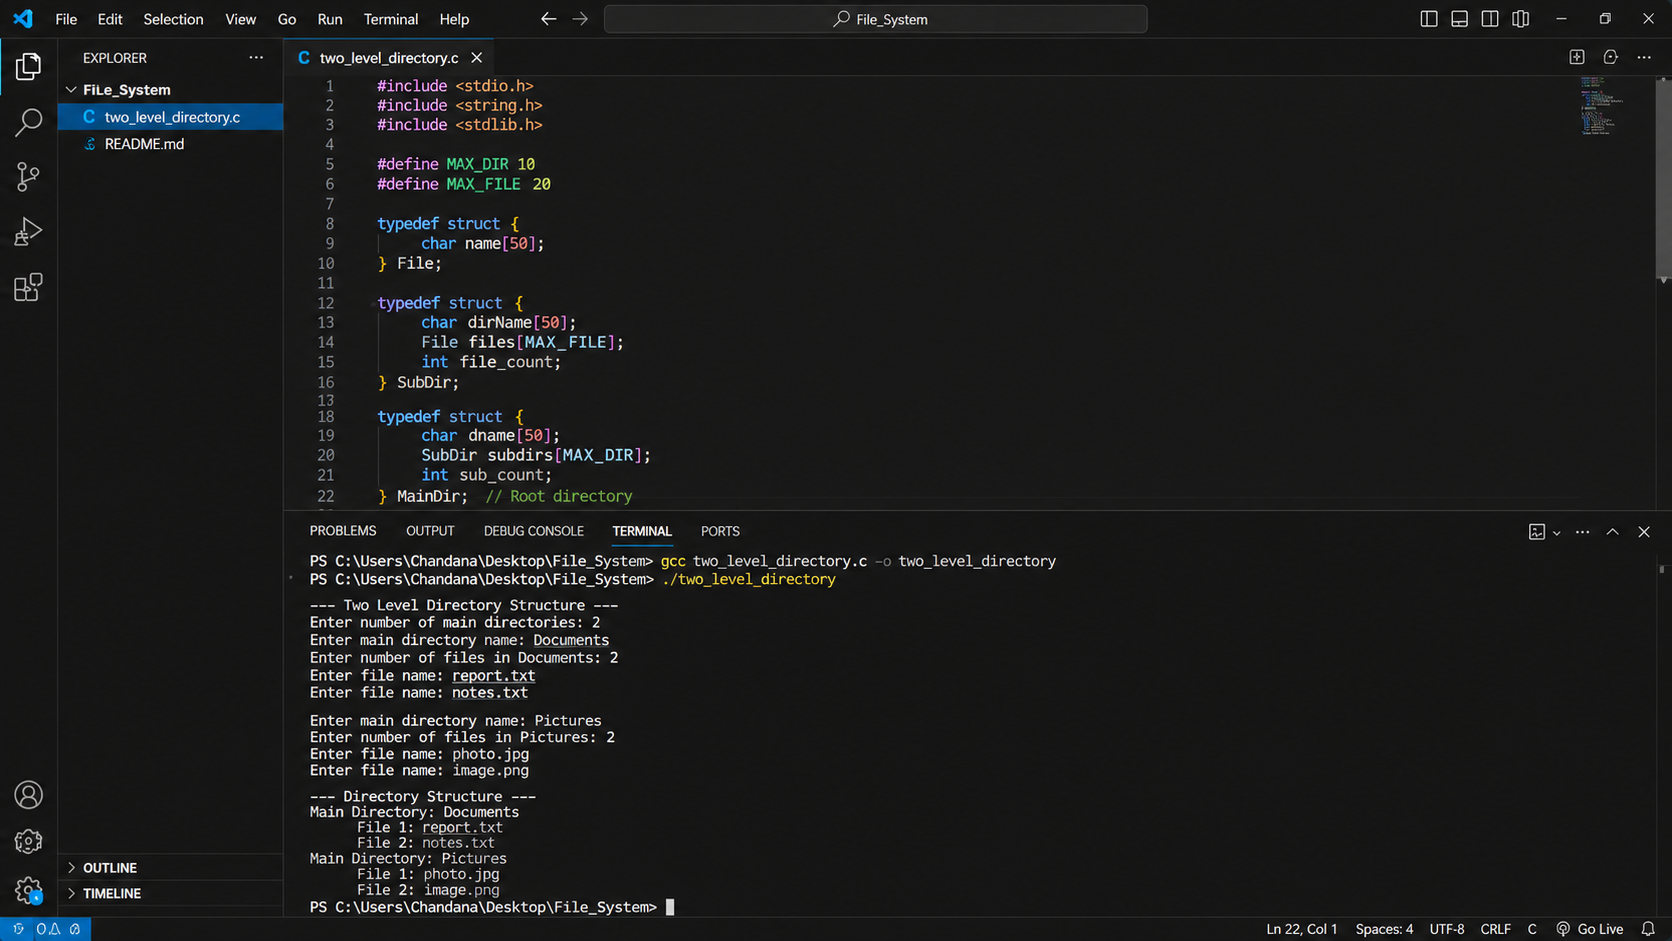 File Edit Selection View Go Run Terminal Help
File_System
EXPLORER
two_level_directory.c
File_System
two_level_directory.c
README.md
1 #include <stdio.h>
2 #include <string.h>
3 #include <stdlib.h>
4
5 #define MAX_DIR 10
6 #define MAX_FILE 20
7
8 typedef struct {
9 char name[50];
10 } File;
11
12 typedef struct {
13 char dirName[50];
14 File files[MAX_FILE];
15 int file_count;
16 } SubDir;
13
18 typedef struct {
19 char dname[50];
20 SubDir subdirs[MAX_DIR];
21 int sub_count;
22 } MainDir; // Root directory
PROBLEMS OUTPUT DEBUG CONSOLE TERMINAL PORTS
PS C:\Users\Chandana\Desktop\File_System> gcc two_level_directory.c -o two_level_directory
PS C:\Users\Chandana\Desktop\File_System> ./two_level_directory
--- Two Level Directory Structure ---
Enter number of main directories: 2
Enter main directory name: Documents
Enter number of files in Documents: 2
Enter file name: report.txt
Enter file name: notes.txt
Enter main directory name: Pictures
Enter number of files in Pictures: 2
Enter file name: photo.jpg
Enter file name: image.png
--- Directory Structure ---
Main Directory: Documents
File 1: report.txt
File 2: notes.txt
Main Directory: Pictures
File 1: photo.jpg
File 2: image.png
PS C:\Users\Chandana\Desktop\File_System>
OUTLINE
TIMELINE
0 Ln 22, Col 1 Spaces: 4 UTF-8 CRLF C Go Live